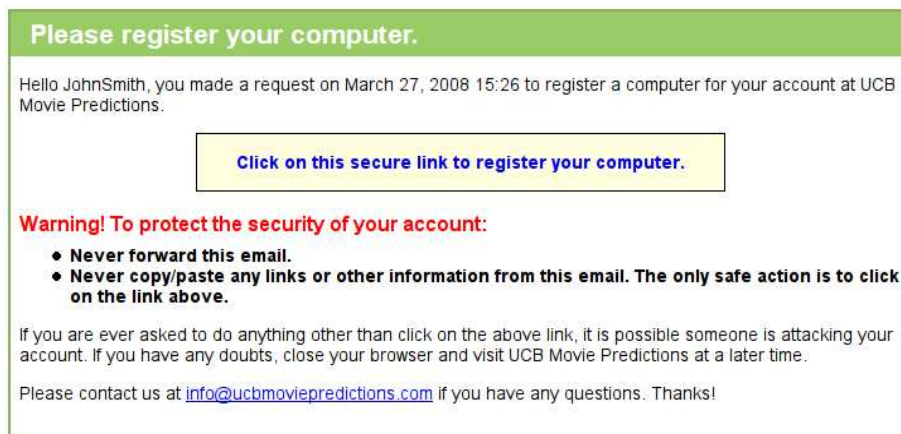 Please register your computer.
Hello JohnSmith, you made a request on March 27, 2008 15:26 to register a computer for your account at UCB
Movie Predictions.
Click on this secure link to register your computer.
Warning! To protect the security of your account:
● Never forward this email.
● Never copy/paste any links or other information from this email. The only safe action is to click
on the link above.
If you are ever asked to do anything other than click on the above link, it is possible someone is attacking your
account. If you have any doubts, close your browser and visit UCB Movie Predictions at a later time.
Please contact us at info@ucbmoviepredictions.com if you have any questions. Thanks!